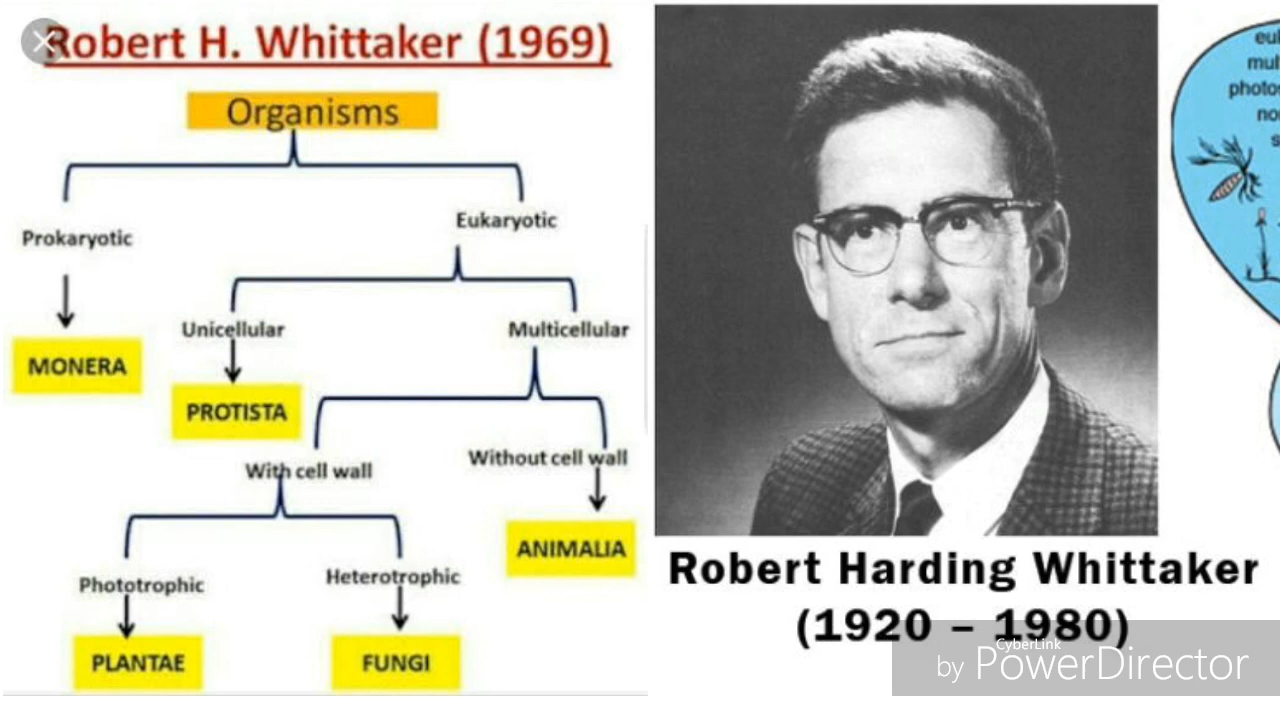 Robert H. Whittaker (1969)
Organisms
Prokaryotic
Eukaryotic
MONERA
Unicellular
Multicellular
PROTISTA
With cell wall
Without cell wall
ANIMALIA
Phototrophic
Heterotrophic
PLANTAE
FUNGI
Robert Harding Whittaker
(1920 – 1980)
CyberLink
by PowerDirector